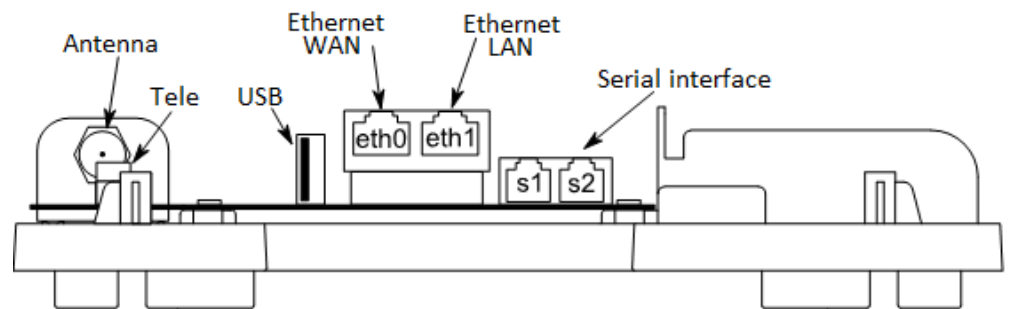 Ethernet
WAN
Ethernet
LAN
Antenna
Serial interface
Tele
USB
eth0
eth1
s1
s2